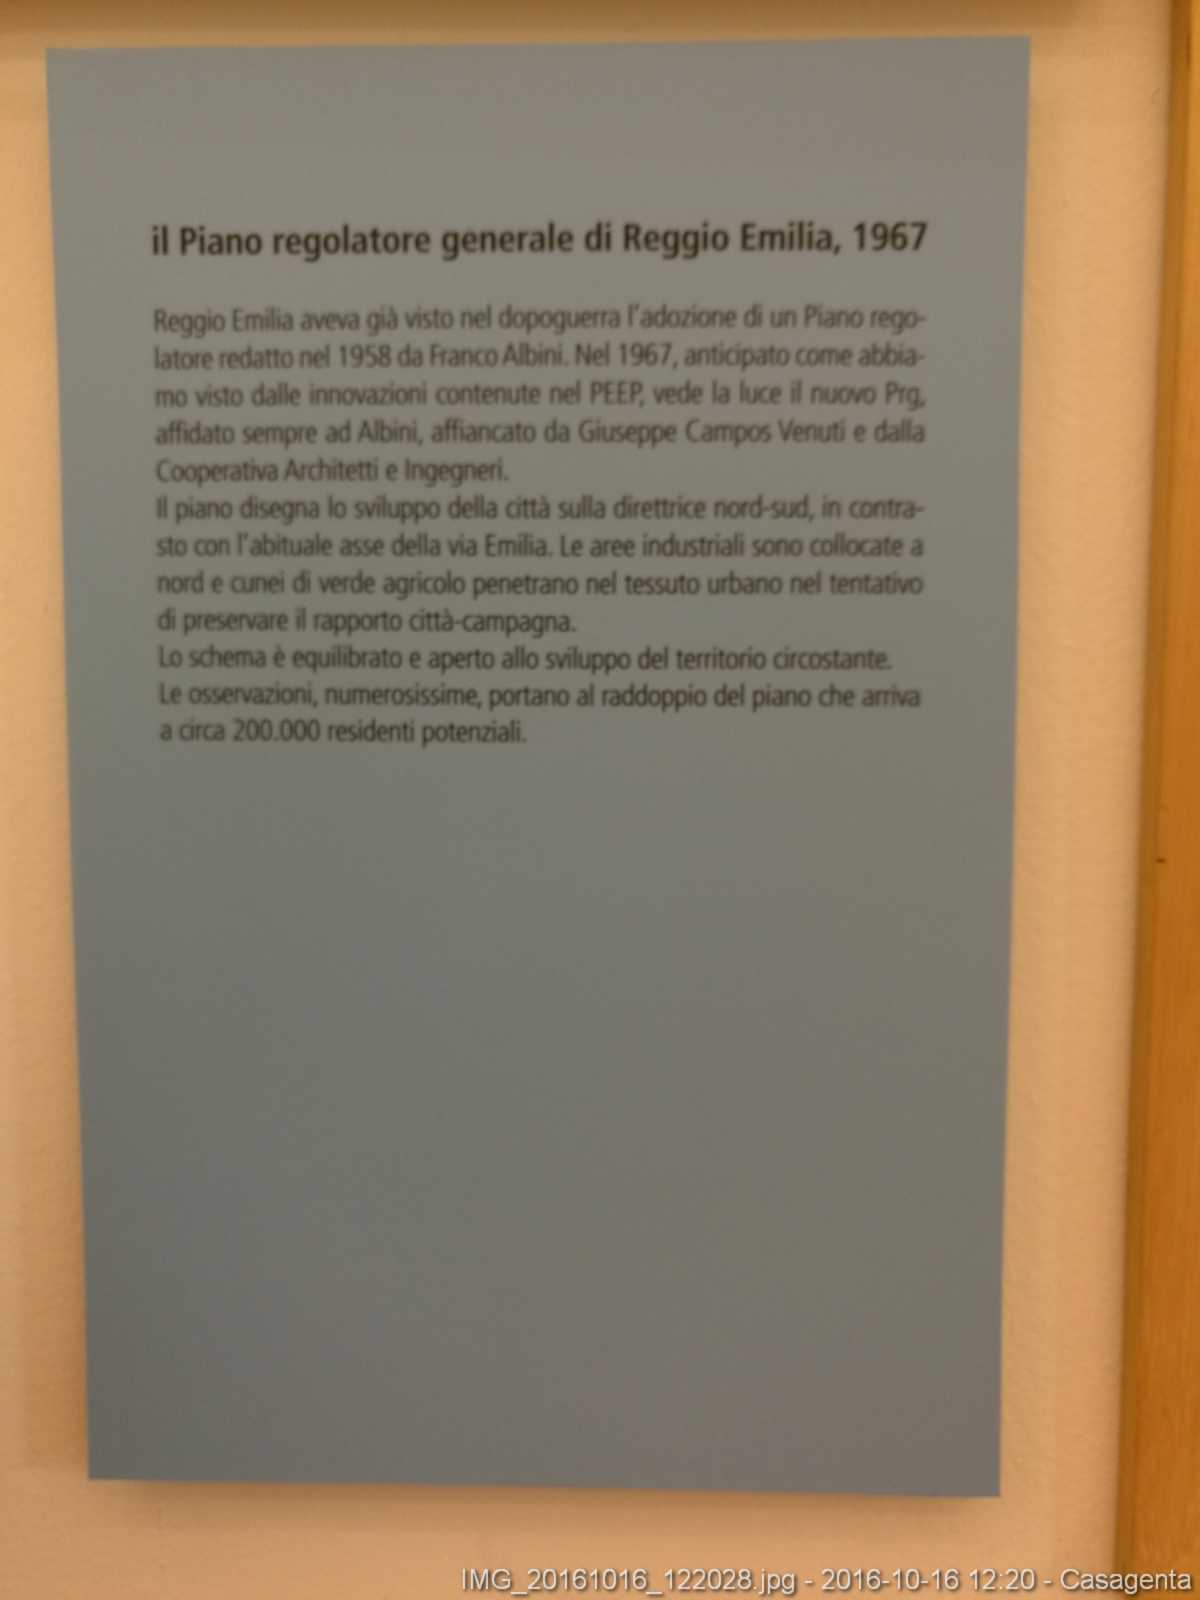 il Piano regolatore generale di Reggio Emilia, 1967
Reggio Emilia aveva già visto nel dopoguerra l'adozione di un Piano rego-
latore redatto nel 1958 da Franco Albini. Nel 1967, anticipato come abbia-
mo visto dalle innovazioni contenute nel PEEP, vede la luce il nuovo Prg,
affidato sempre ad Albini, affiancato da Giuseppe Campos Venuti e dalla
Cooperativa Architetti e Ingegneri.
Il piano disegna lo sviluppo della città sulla direttrice nord-sud, in contra-
sto con l'abituale asse della via Emilia. Le aree industriali sono collocate a
nord e cunei di verde agricolo penetrano nel tessuto urbano nel tentativo
di preservare il rapporto città-campagna.
Lo schema è equilibrato e aperto allo sviluppo del territorio circostante.
Le osservazioni, numerosissime, portano al raddoppio del piano che arriva
a circa 200.000 residenti potenziali.
IMG_20161016_122028.jpg - 2016-10-16 12:20 - Casagenta